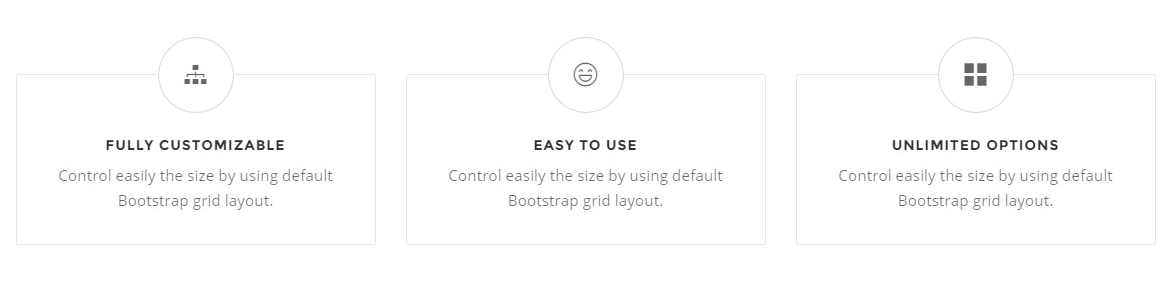 FULLY CUSTOMIZABLE
Control easily the size by using default
Bootstrap grid layout.
EASY TO USE
Control easily the size by using default
Bootstrap grid layout.
UNLIMITED OPTIONS
Control easily the size by using default
Bootstrap grid layout.